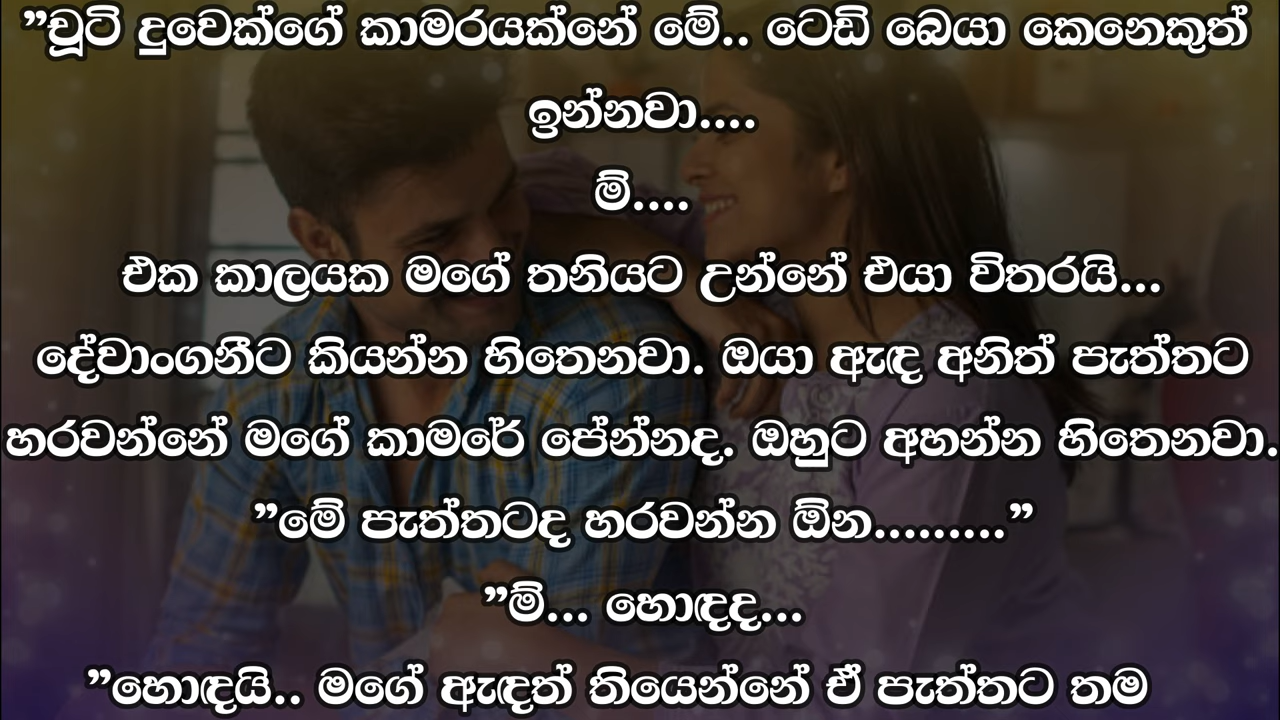 ”චූටි දුවෙක්ගේ කාමරයක්නේ මේ.. ටෙඩි බෙයා කෙනෙකුත්
ඉන්නවා....
ම්....
එක කාලයක මගේ තනියට උන්නේ එයා විතරයි...
දේවාංගනීට කියන්න හිතෙනවා. ඔයා ඇඳ අනිත් පැත්තට
හරවන්නේ මගේ කාමරේ පේන්නද. ඔහුට අහන්න හිතෙනවා.
”මේ පැත්තටද හරවන්න ඕන..........”
”ම්... හොඳද...
”හොඳයි.. මගේ ඇඳත් තියෙන්නේ ඒ පැත්තට තම